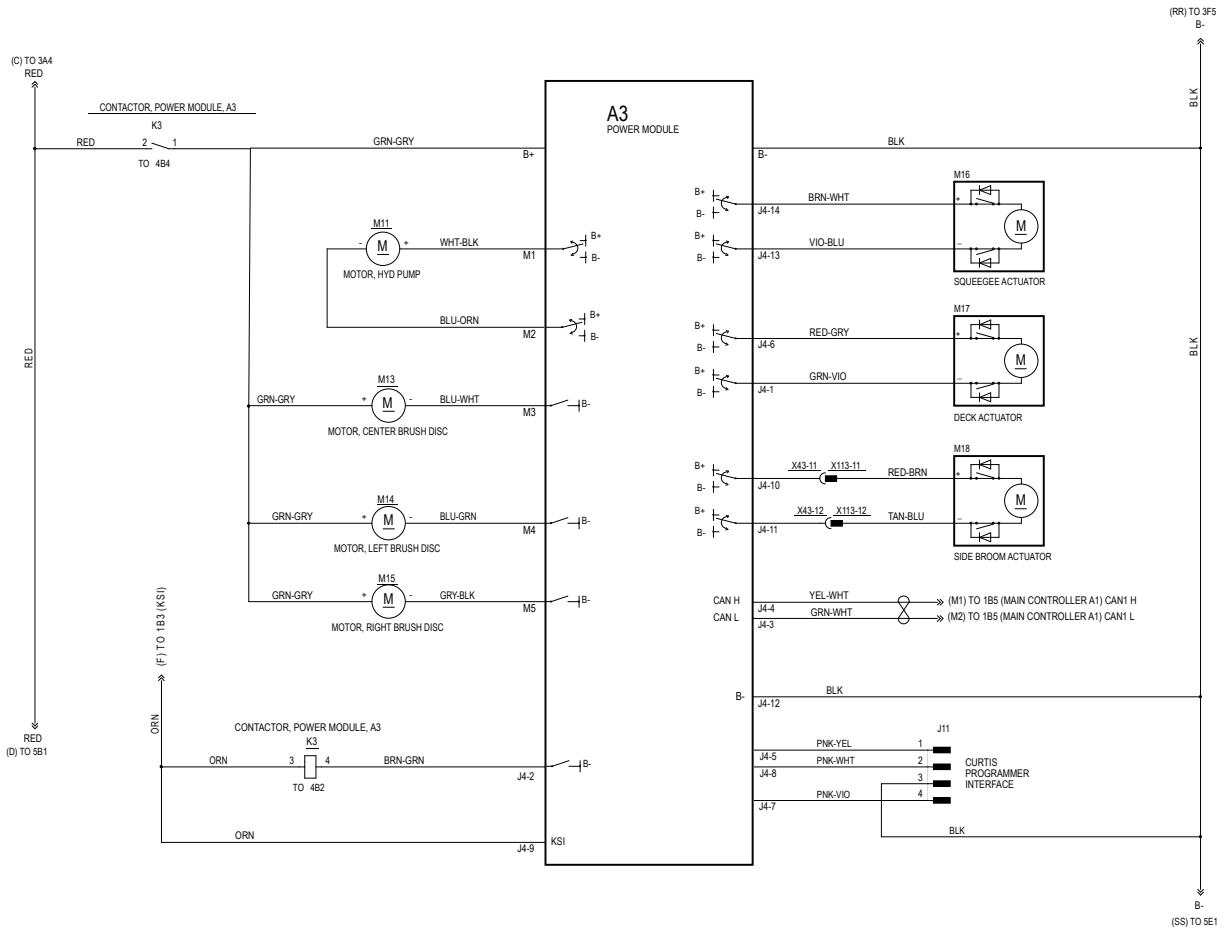 (RR) TO 3F5
B-
(C) TO 3A4
RED
BLK
CONTACTOR, POWER MODULE, A3
K3
RED
2
1
TO 4B4
GRN-GRY
B+
A3
POWER MODULE
BLK
B-
M16
B+
B-
BRN-WHT
J4-14
+
M
VIO-BLU
J4-13
–
SQUEEGEE ACTUATOR
M11
-
M
+
WHT-BLK
M1
B+
B-
MOTOR, HYD PUMP
BLU-ORN
M2
B+
B-
M17
B+
B-
RED-GRY
J4-6
+
M
GRN-VIO
J4-1
–
DECK ACTUATOR
RED
BLK
M13
GRN-GRY
+
M
-
BLU-WHT
M3
B-
MOTOR, CENTER BRUSH DISC
M18
B+
B-
X43-11
X113-11
RED-BRN
J4-10
+
M
B+
B-
X43-12
X113-12
TAN-BLU
J4-11
–
SIDE BROOM ACTUATOR
M14
GRN-GRY
+
M
-
BLU-GRN
M4
B-
MOTOR, LEFT BRUSH DISC
M15
GRN-GRY
+
M
-
GRY-BLK
M5
B-
MOTOR, RIGHT BRUSH DISC
CAN H
YEL-WHT
J4-4
(M1) TO 1B5 (MAIN CONTROLLER A1) CAN1 H
CAN L
GRN-WHT
J4-3
(M2) TO 1B5 (MAIN CONTROLLER A1) CAN1 L
(F) TO 1B3 (KSI)
ORN
B-
BLK
J4-12
RED
(D) TO 5B1
CONTACTOR, POWER MODULE, A3
K3
ORN
3
4
BRN-GRN
J4-2
B-
TO 4B2
J11
PNK-YEL
1
J4-5
PNK-WHT
2
J4-8
3
PNK-VIO
4
J4-7
CURTIS
PROGRAMMER
INTERFACE
BLK
ORN
J4-9
KSI
B-
(SS) TO 5E1